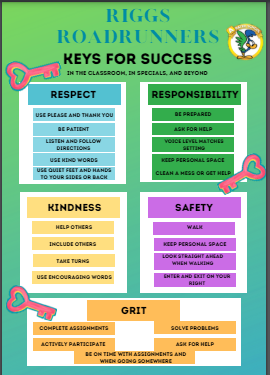 RIGGS
ROADRUNNERS
KEYS FOR SUCCESS
IN THE CLASSROOM, IN SPECIALS, AND BEYOND
RESPECT
USE PLEASE AND THANK YOU
BE PATIENT
LISTEN AND FOLLOW
DIRECTIONS
USE KIND WORDS
USE QUIET FEET AND HANDS
TO YOUR SIDES OR BACK
RESPONSIBILITY
BE PREPARED
ASK FOR HELP
VOICE LEVEL MATCHES
SETTING
KEEP PERSONAL SPACE
CLEAN A MESS OR GET HELP
KINDNESS
HELP OTHERS
INCLUDE OTHERS
TAKE TURNS
USE ENCOURAGING WORDS
SAFETY
WALK
KEEP PERSONAL SPACE
LOOK STRAIGHT AHEAD
WHEN WALKING
ENTER AND EXIT ON YOUR
RIGHT
GRIT
COMPLETE ASSIGNMENTS
SOLVE PROBLEMS
ACTIVELY PARTICIPATE
ASK FOR HELP
BE ON TIME WITH ASSIGNMENTS AND
WHEN GOING SOMEWHERE